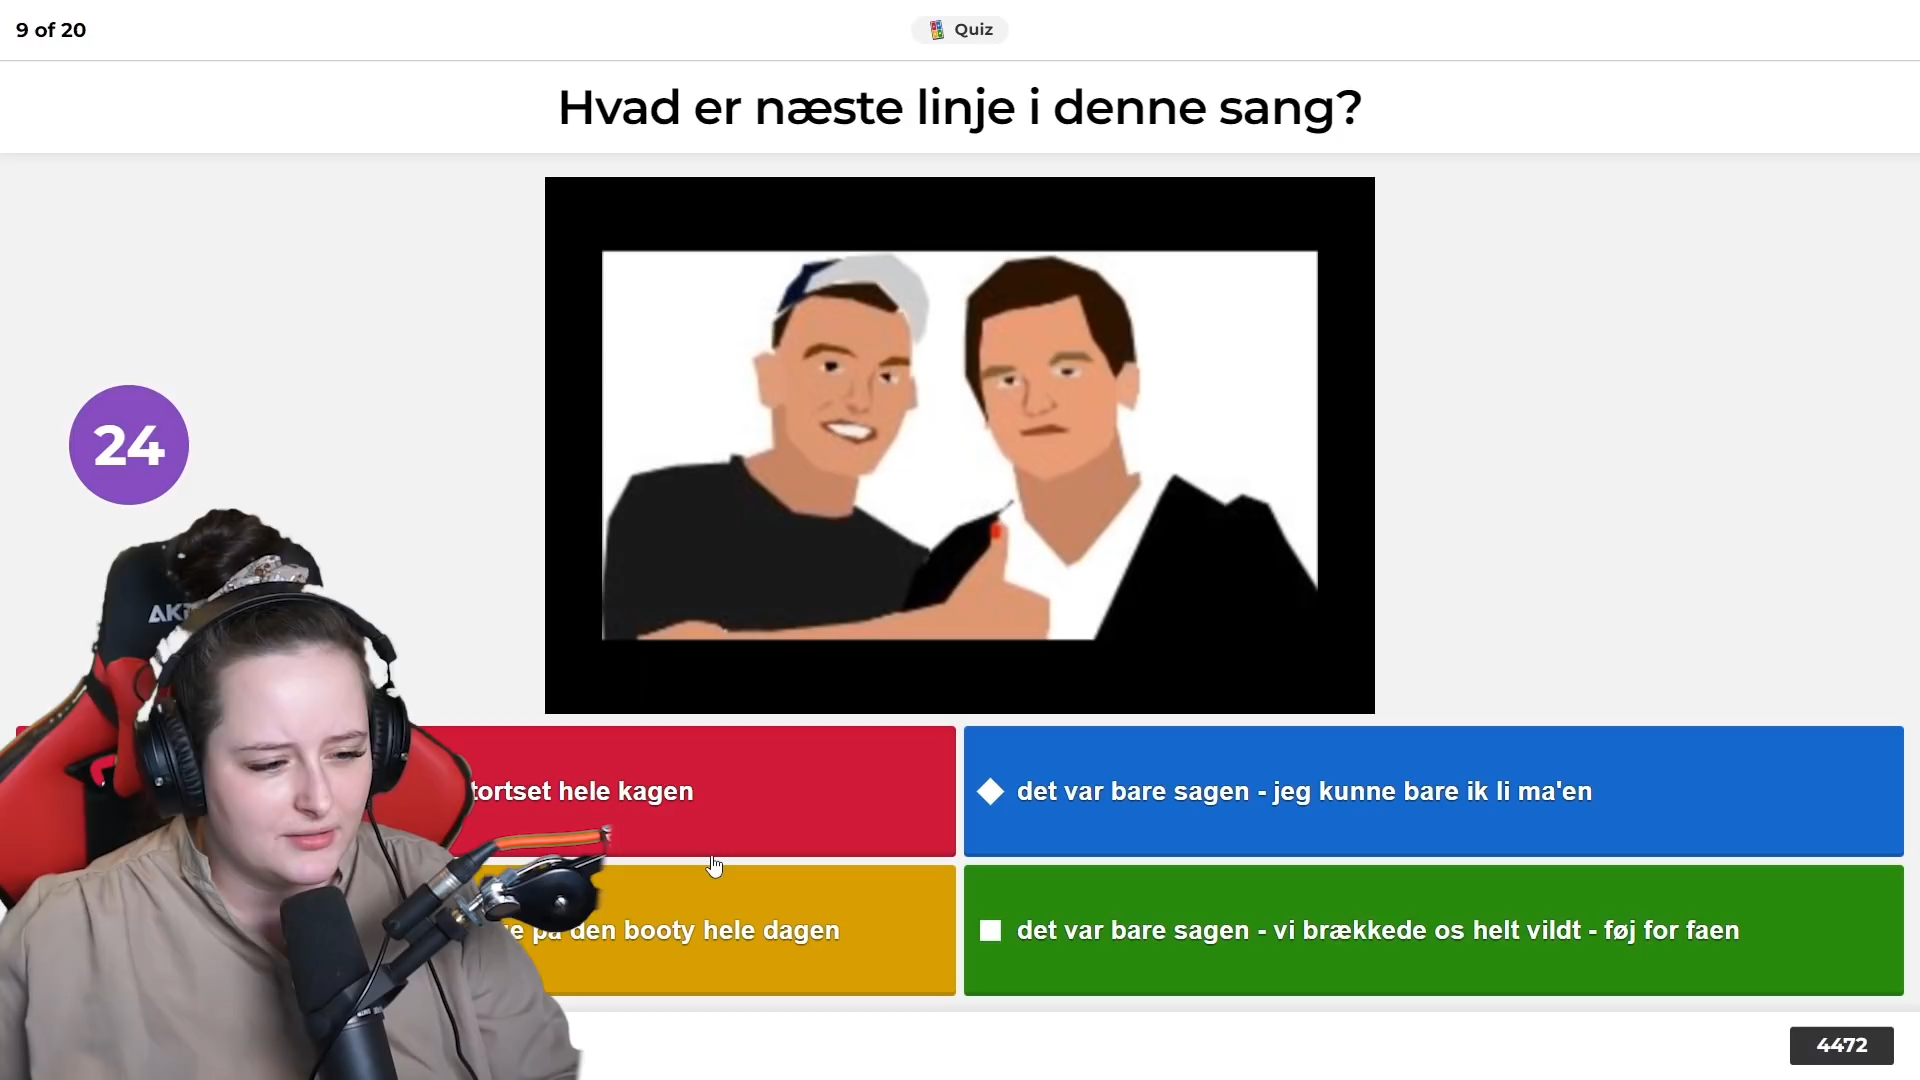 9 of 20
Quiz
Hvad er næste linje i denne sang?
24
hele kagen
det var bare sagen - jeg kunne bare ik li ma'en
på den booty hele dagen
det var bare sagen - vi brækkede os helt vildt - føj for faen
4472